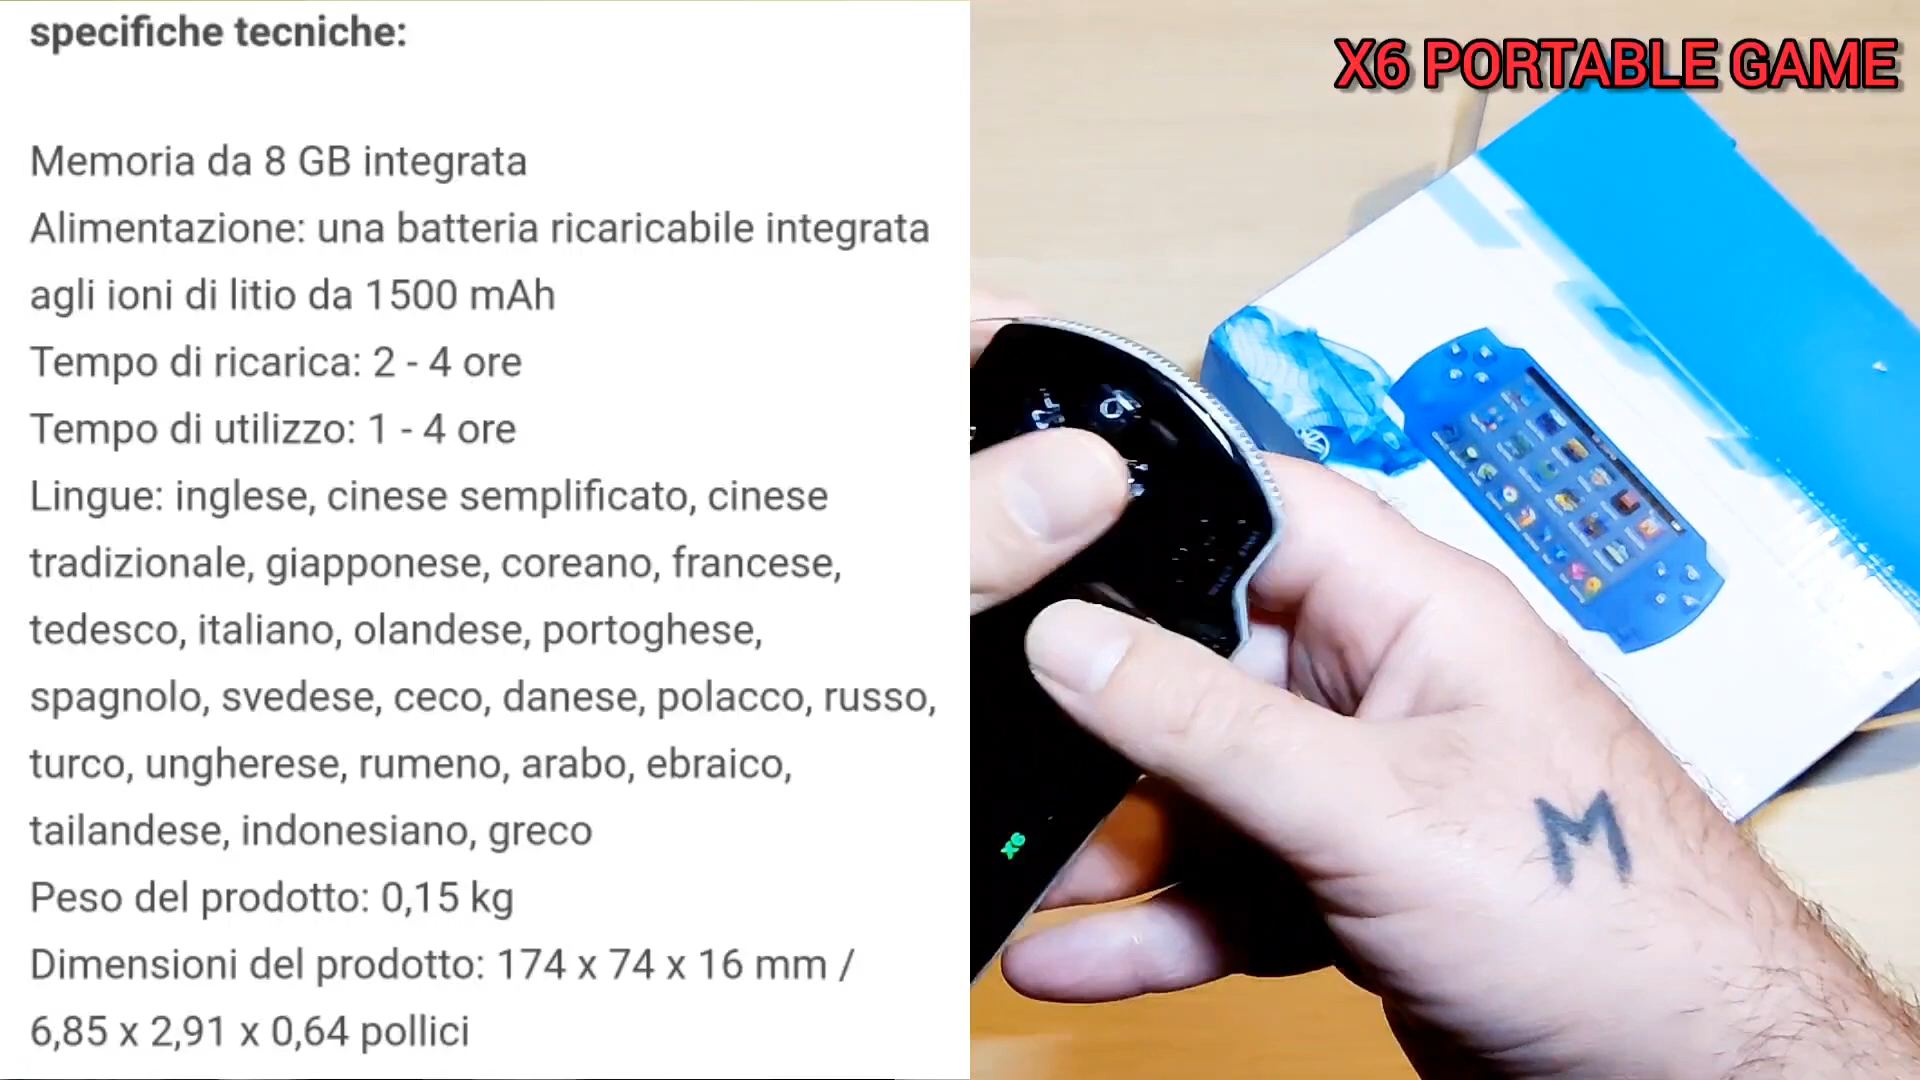 specifiche tecniche:
Memoria da 8 GB integrata
Alimentazione: una batteria ricaricabile integrata
agli ioni di litio da 1500 mAh
Tempo di ricarica: 2 - 4 ore
Tempo di utilizzo: 1 - 4 ore
Lingue: inglese, cinese semplificato, cinese
tradizionale, giapponese, coreano, francese,
tedesco, italiano, olandese, portoghese,
spagnolo, svedese, ceco, danese, polacco, russo,
turco, ungherese, rumeno, arabo, ebraico,
tailandese, indonesiano, greco
Peso del prodotto: 0,15 kg
Dimensioni del prodotto: 174 x 74 x 16 mm /
6,85 x 2,91 x 0,64 pollici
X6 PORTABLE GAME
X6
M